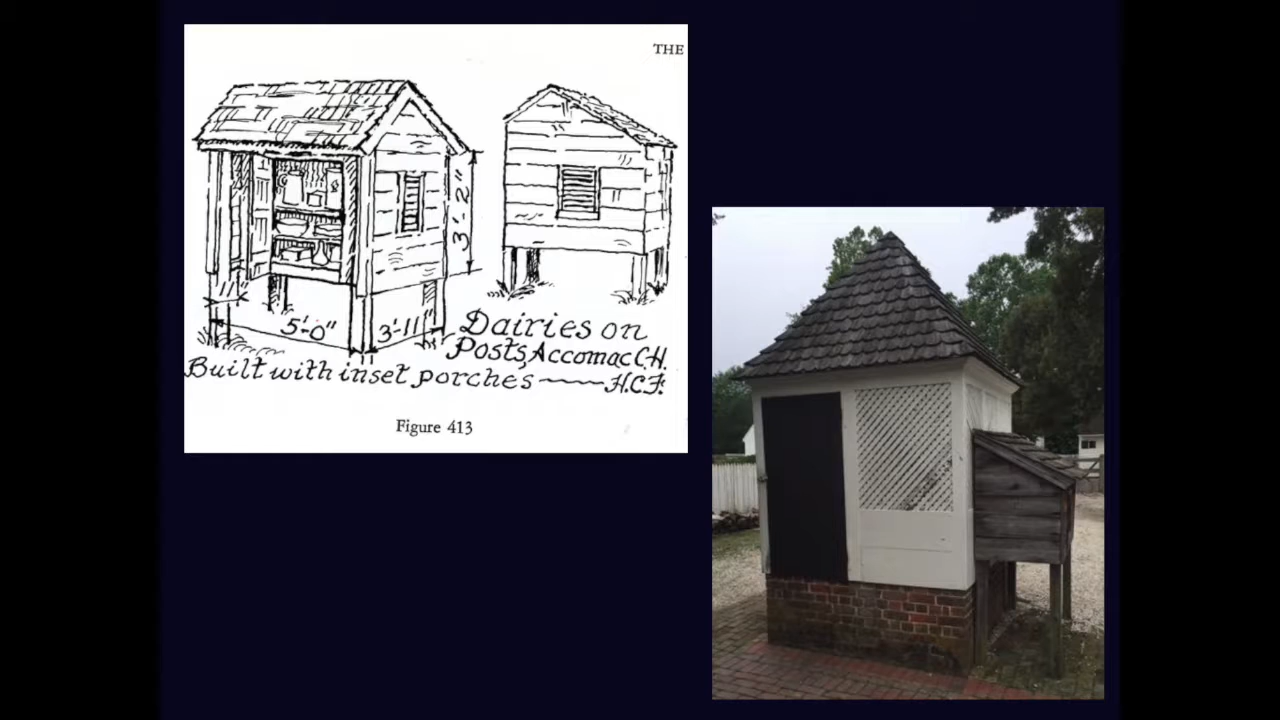 THE
3'-2"
5'-0"
3'-11"
Dairies on
Posts, Accomac C.H.
Built with inset porches — H.C.F.
Figure 413